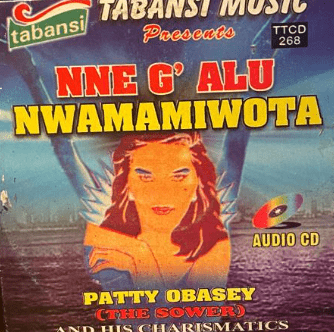 TABANSI MUSIC
tabansi
Presents
TTCD
268
NNE G' ALU
NWAMAMIWOTA
AUDIO CD
PATTY OBASEY
(THE SOWER)
AND HIS CHARISMATICS